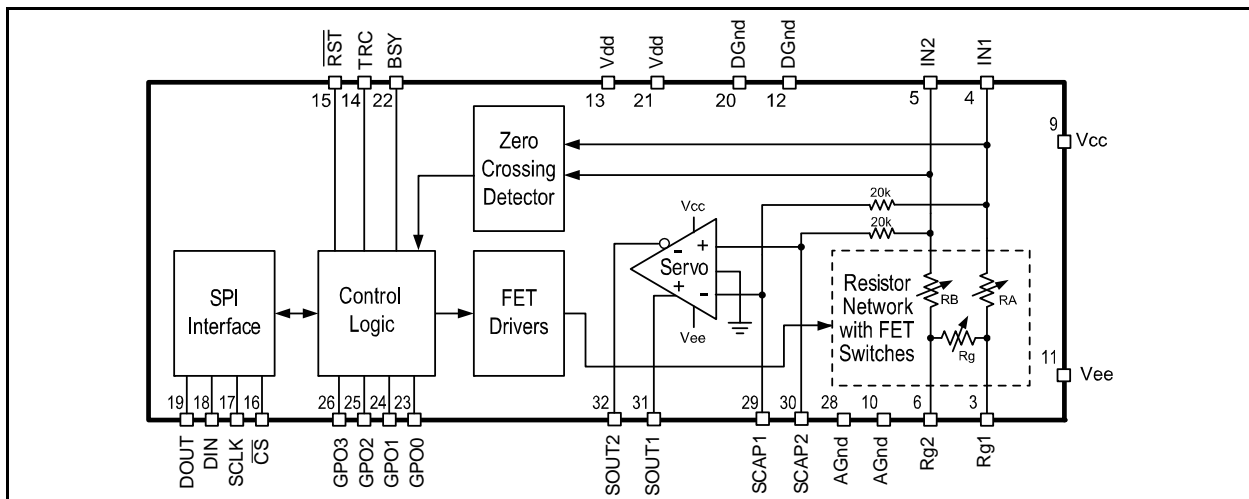 RST
TRC
BSY
Vdd
Vdd
DGnd
DGnd
IN2
IN1
15
14
22
13
21
20
12
5
4
9
Vcc
Zero
Crossing
Detector
20k
20k
Vcc
+
-
Servo
+
-
Vee
SPI
Interface
Control
Logic
FET
Drivers
Resistor
Network
with FET
Switches
RB
RA
Rg
11
Vee
19
18
17
16
26
25
24
23
32
31
29
30
28
10
6
3
DOUT
DIN
SCLK
CS
GPO3
GPO2
GPO1
GPO0
SOUT2
SOUT1
SCAP1
SCAP2
AGnd
AGnd
Rg2
Rg1